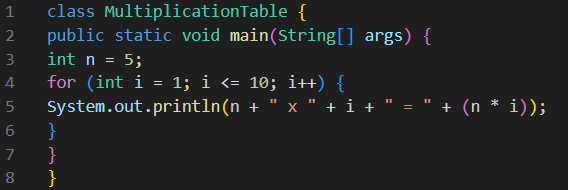 1 class MultiplicationTable {
2 public static void main(String[] args) {
3 int n = 5;
4 for (int i = 1; i <= 10; i++) {
5 System.out.println(n + " x " + i + " = " + (n * i));
6 }
7 }
8 }